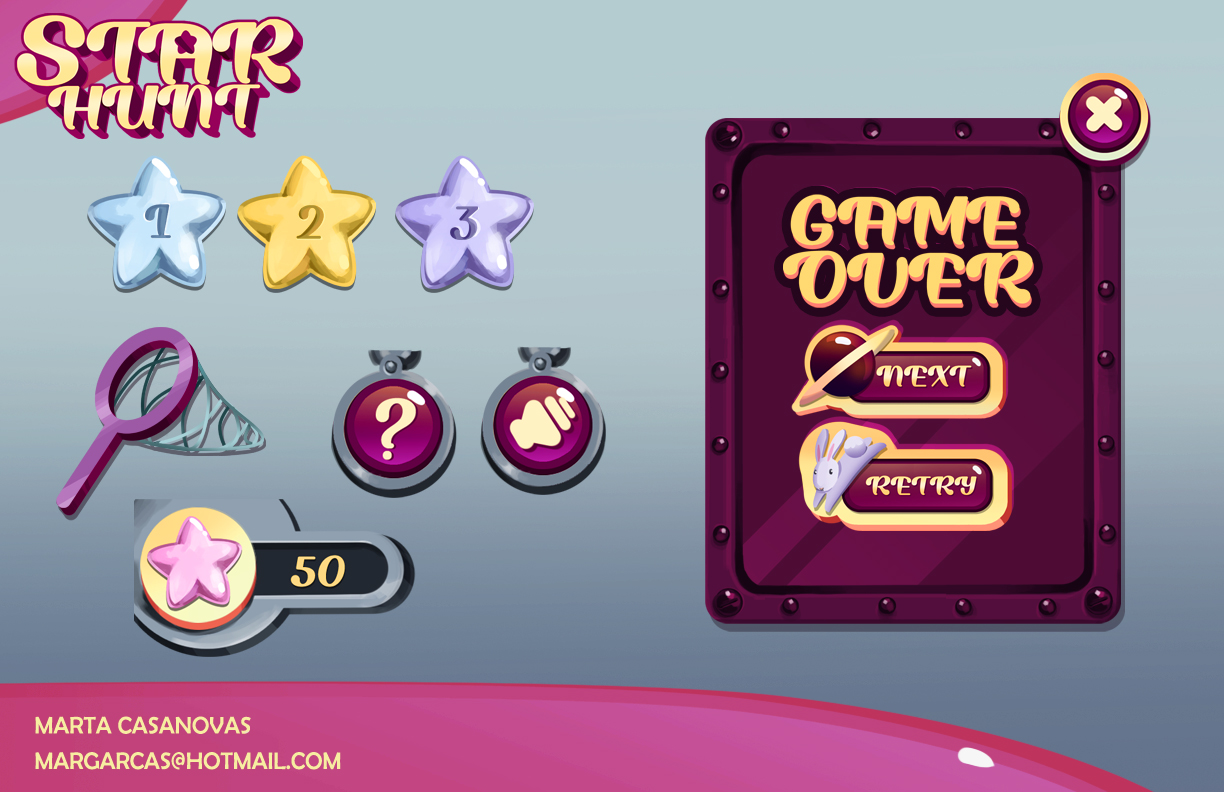 STAR
HUNT
1
2
3
?
50
GAME
OVER
NEXT
RETRY
MARTA CASANOVAS
MARGARCAS@HOTMAIL.COM